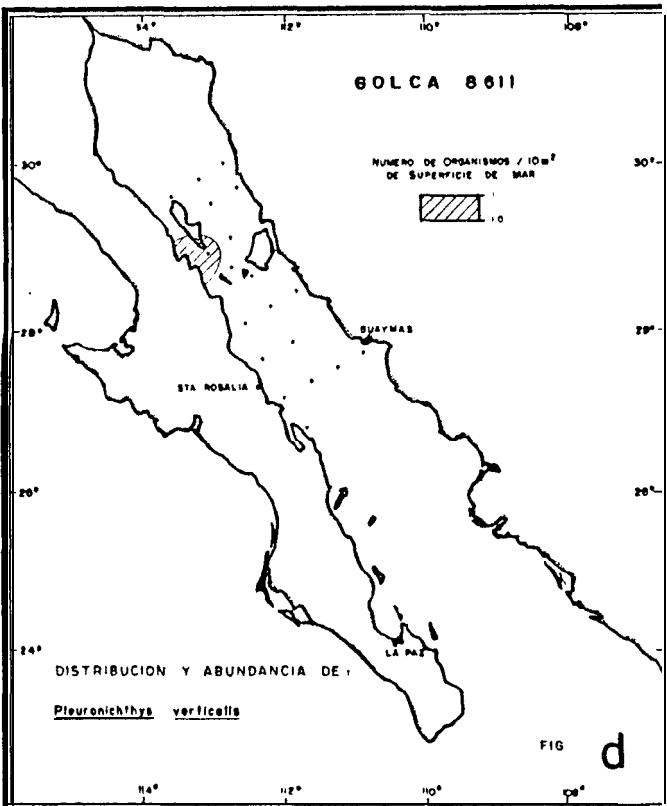 114° 112° 110° 108°
GOLCA 8611
NUMERO DE ORGANISMOS / 10 m²
DE SUPERFICIE DE MAR
30° 30°
1
10
GUAYMAS
28° 28°
STA ROSALIA
26° 26°
24° 24°
LA PAZ
DISTRIBUCION Y ABUNDANCIA DE :
Pleuronichthys verticalis
FIG d
114° 112° 110° 108°